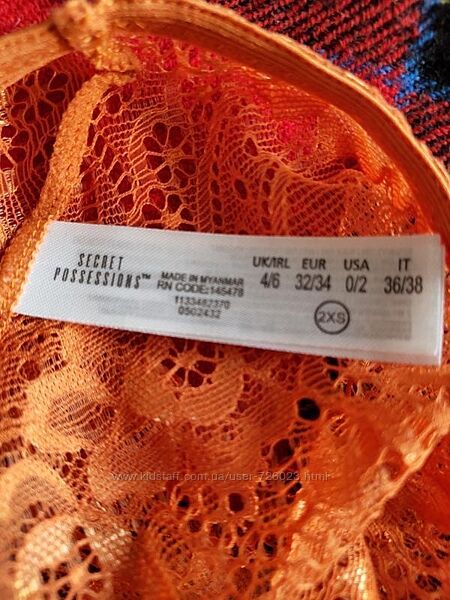 SECRET
POSSESSIONS™
MADE IN MYANMAR
RN CODE:145478
1133482370
0502432
UK/IRL EUR USA IT
4/6 32/34 0/2 36/38
2XS
www.kidstaff.com.ua/user-726023.html